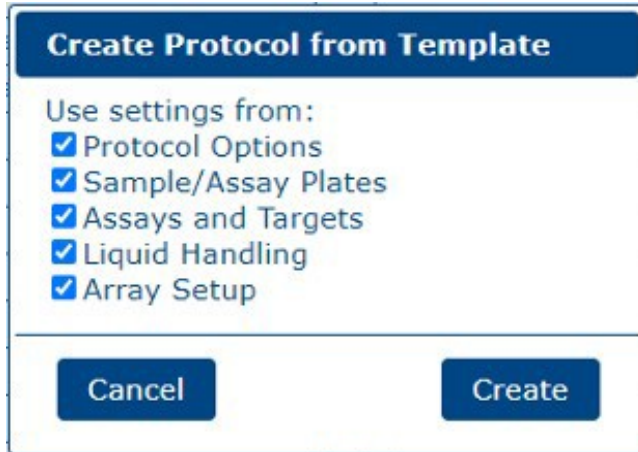 Create Protocol from Template
Use settings from:
Protocol Options
Sample/Assay Plates
Assays and Targets
Liquid Handling
Array Setup
Cancel
Create